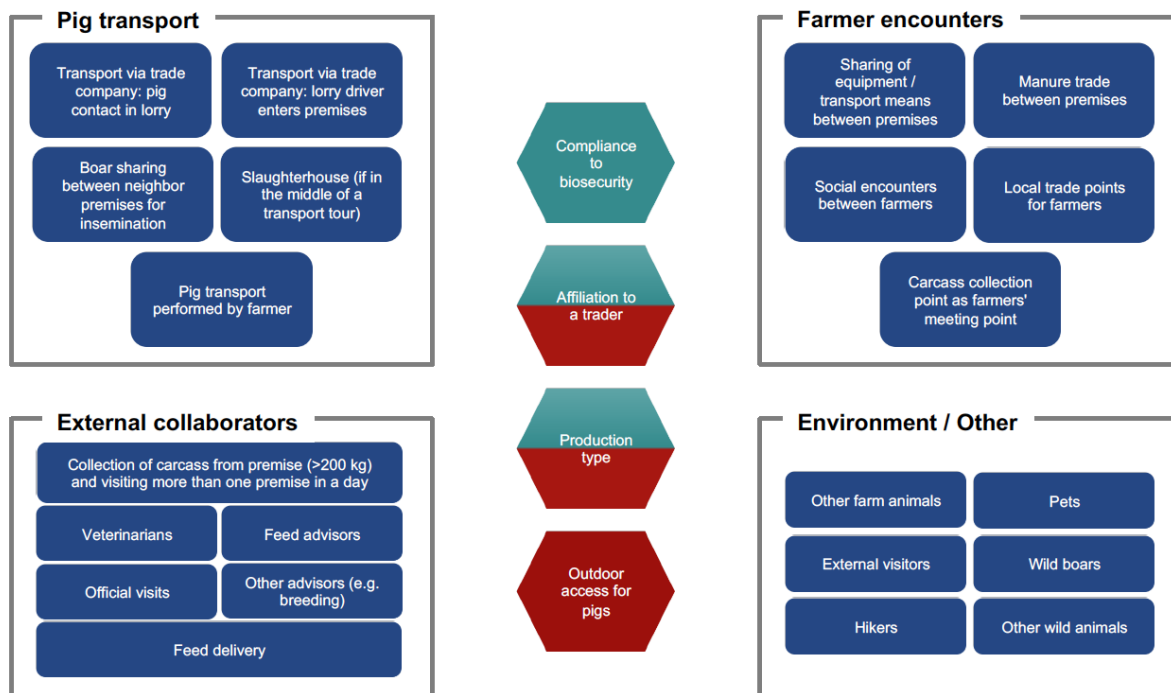 Pig transport
Transport via trade
company: pig
contact in lorry
Transport via trade
company: lorry driver
enters premises
Boar sharing
between neighbor
premises for
insemination
Slaughterhouse (if in
the middle of a
transport tour)
Pig transport
performed by farmer
Farmer encounters
Sharing of
equipment /
transport means
between premises
Manure trade
between premises
Social encounters
between farmers
Local trade points
for farmers
Carcass collection
point as farmers'
meeting point
Compliance
to
biosecurity
Affiliation to
a trader
Production
type
Outdoor
access for
pigs
External collaborators
Collection of carcass from premise (>200 kg)
and visiting more than one premise in a day
Veterinarians
Feed advisors
Official visits
Other advisors (e.g.
breeding)
Feed delivery
Environment / Other
Other farm animals
Pets
External visitors
Wild boars
Hikers
Other wild animals